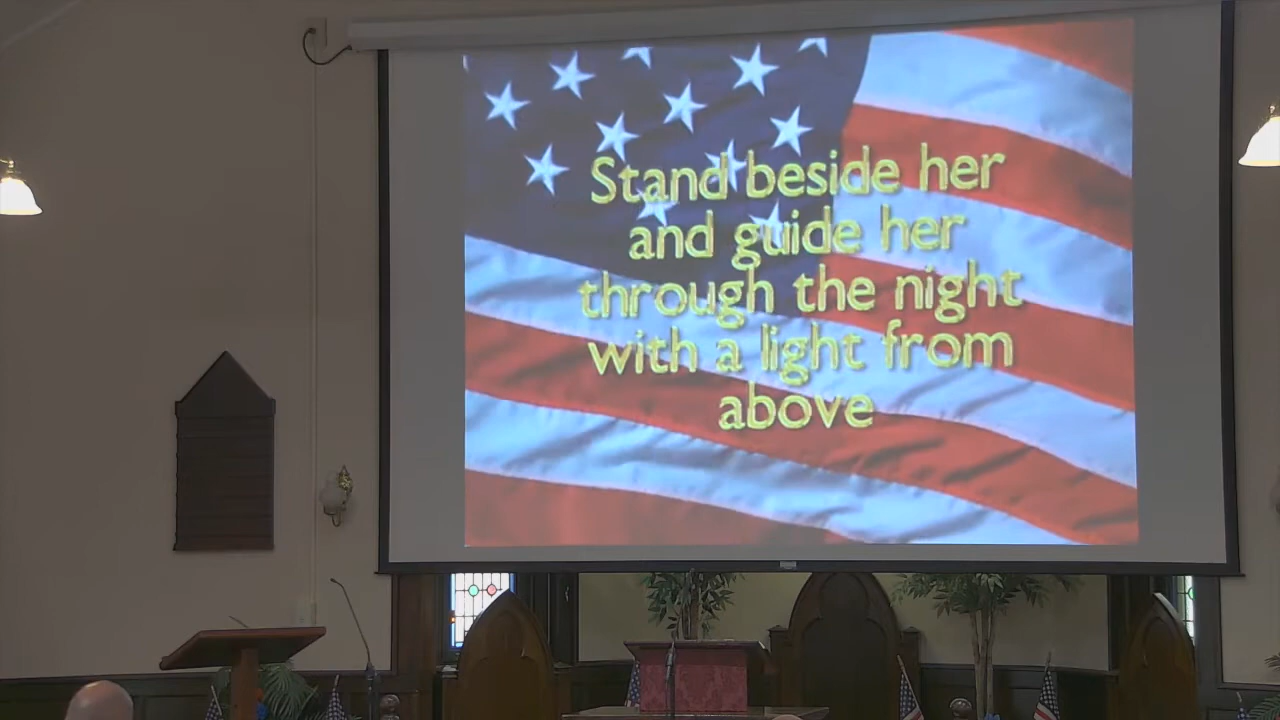 Stand beside her
and guide her
through the night
with a light from
above